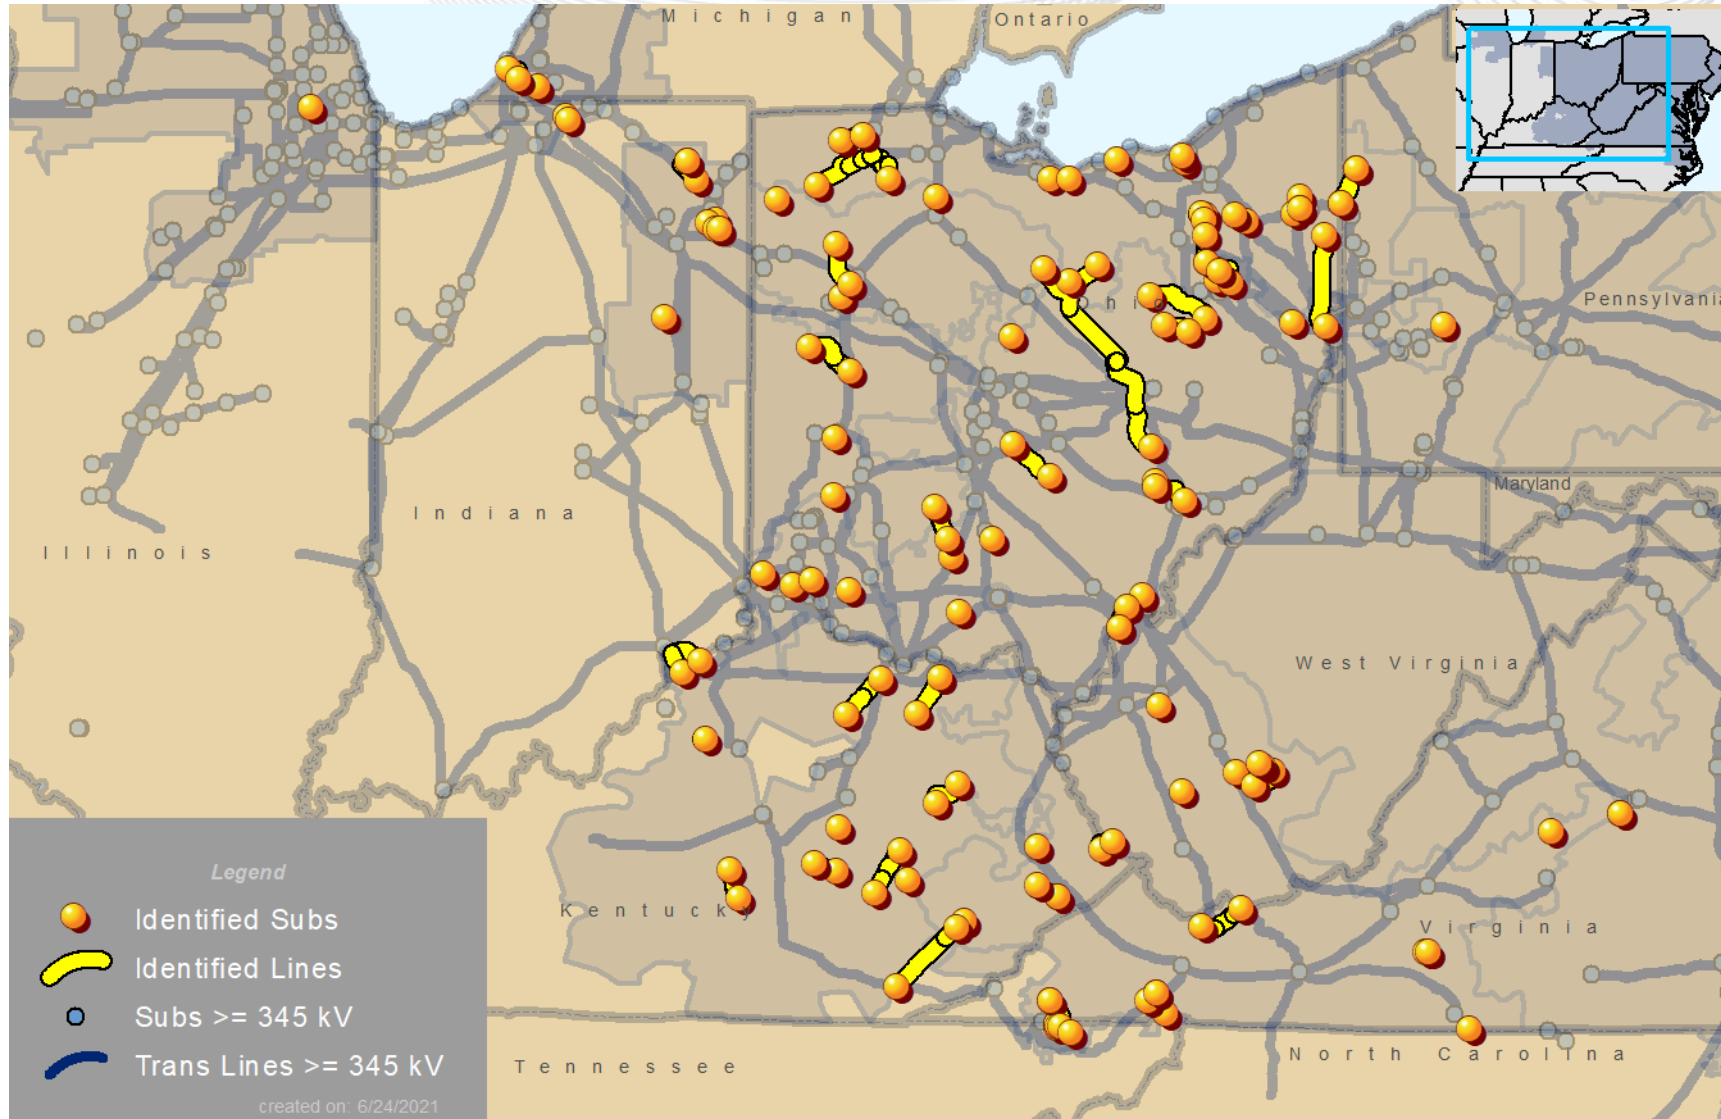 Michigan
Ontario
Ohio
Pennsylvania
Maryland
Indiana
Illinois
West Virginia
Kentucky
Virginia
Tennessee
North Carolina
Legend
Identified Subs
Identified Lines
Subs >= 345 kV
Trans Lines >= 345 kV
created on: 6/24/2021